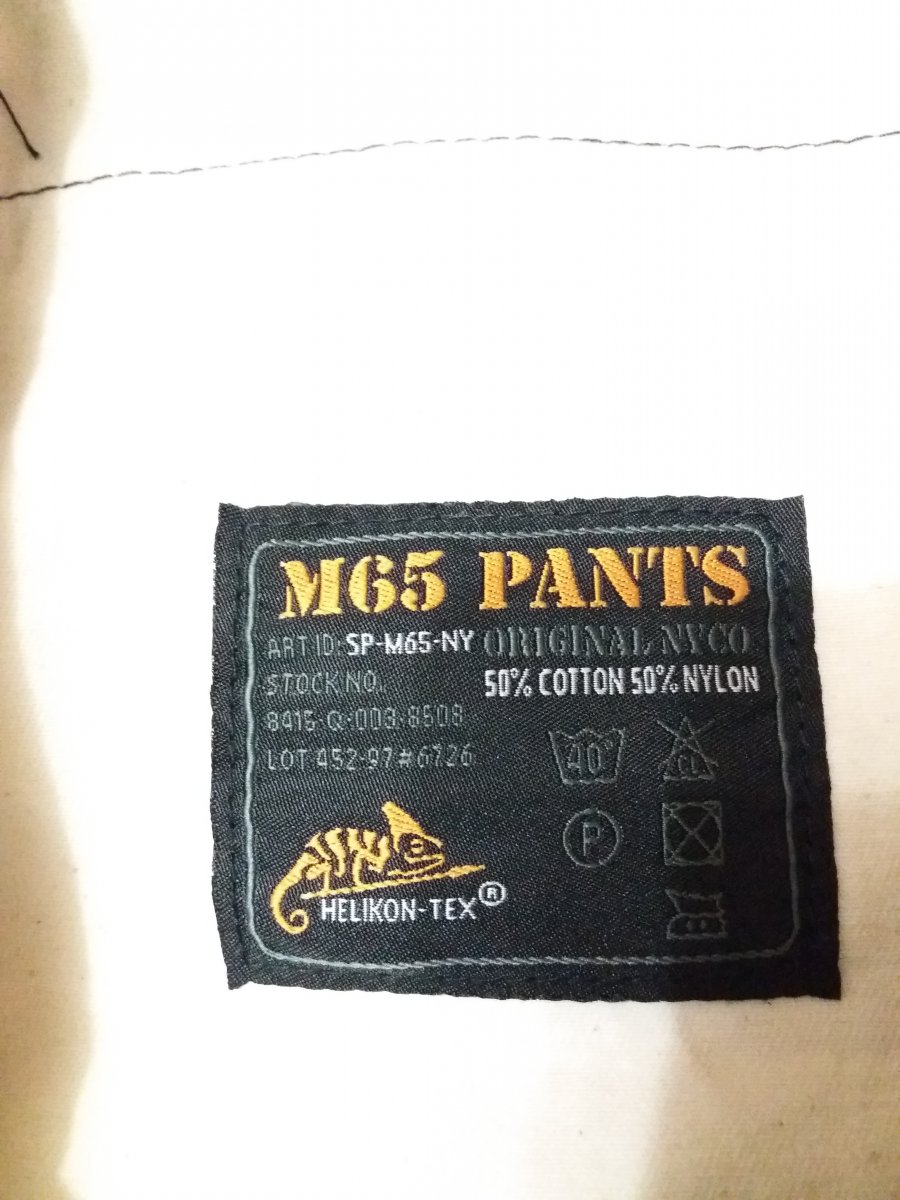 M65 PANTS
ART ID: SP-M65-NY
STOCK NO.
8415-Q-003-8508
LOT 452-97#6726
ORIGINAL NYCO
50% COTTON 50% NYLON
40°
CL
P
HELIKON-TEX®